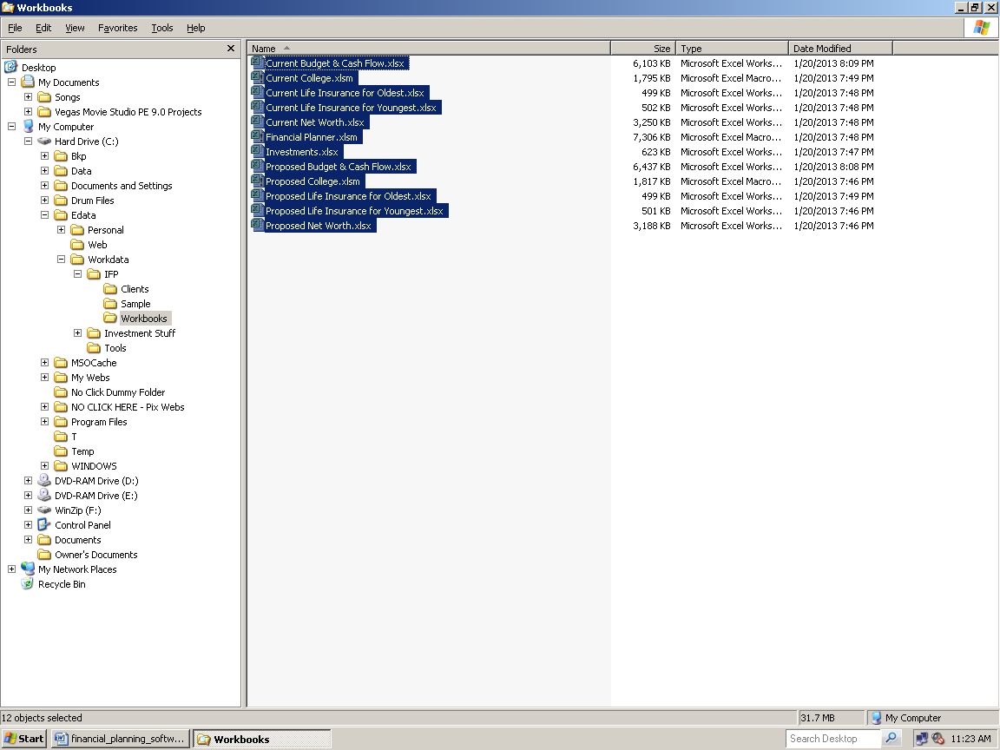 Workbooks
File Edit View Favorites Tools Help
Folders
Name Size Type Date Modified
Desktop
My Documents
Songs
Vegas Movie Studio PE 9.0 Projects
My Computer
Hard Drive (C:)
Bkp
Data
Documents and Settings
Drum Files
Edata
Personal
Web
Workdata
IFP
Clients
Sample
Workbooks
Investment Stuff
Tools
MSOCache
My Webs
No Click Dummy Folder
NO CLICK HERE - Pix Webs
Program Files
T
Temp
WINDOWS
DVD-RAM Drive (D:)
DVD-RAM Drive (E:)
WinZip (F:)
Control Panel
Documents
Owner's Documents
My Network Places
Recycle Bin
Current Budget & Cash Flow.xlsx 6,103 KB Microsoft Excel Works... 1/20/2013 8:09 PM
Current College.xlsm 1,795 KB Microsoft Excel Macro... 1/20/2013 7:49 PM
Current Life Insurance for Oldest.xlsx 499 KB Microsoft Excel Works... 1/20/2013 7:48 PM
Current Life Insurance for Youngest.xlsx 502 KB Microsoft Excel Works... 1/20/2013 7:48 PM
Current Net Worth.xlsx 3,250 KB Microsoft Excel Works... 1/20/2013 7:48 PM
Financial Planner.xlsm 7,306 KB Microsoft Excel Macro... 1/20/2013 7:48 PM
Investments.xlsx 623 KB Microsoft Excel Works... 1/20/2013 7:47 PM
Proposed Budget & Cash Flow.xlsx 6,437 KB Microsoft Excel Works... 1/20/2013 8:08 PM
Proposed College.xlsm 1,817 KB Microsoft Excel Macro... 1/20/2013 7:46 PM
Proposed Life Insurance for Oldest.xlsx 499 KB Microsoft Excel Works... 1/20/2013 7:49 PM
Proposed Life Insurance for Youngest.xlsx 501 KB Microsoft Excel Works... 1/20/2013 7:46 PM
Proposed Net Worth.xlsx 3,188 KB Microsoft Excel Works... 1/20/2013 7:46 PM
12 objects selected 31.7 MB My Computer
Start financial_planning_softw... Workbooks Search Desktop 11:23 AM